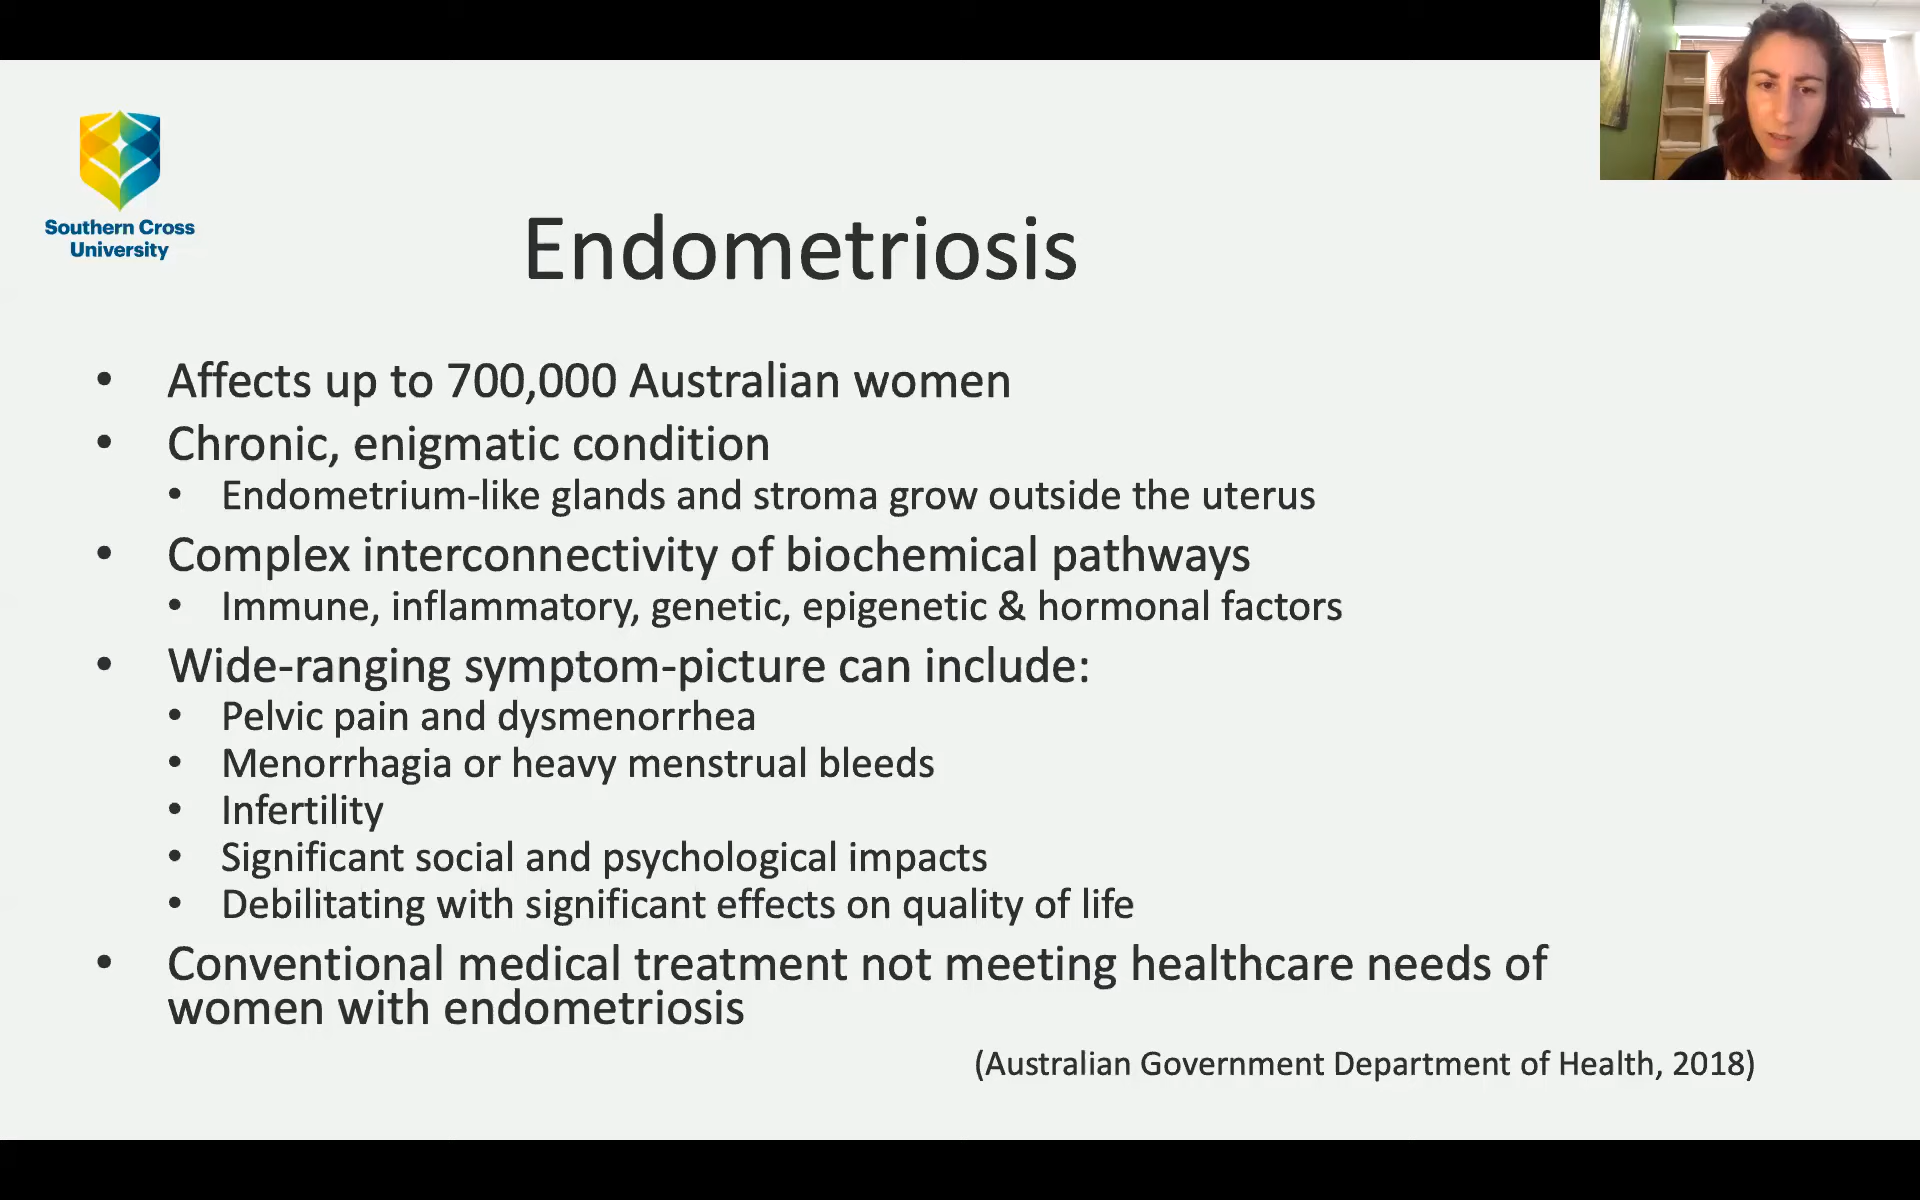 Southern Cross
University
Endometriosis
• Affects up to 700,000 Australian women
• Chronic, enigmatic condition
• Endometrium-like glands and stroma grow outside the uterus
• Complex interconnectivity of biochemical pathways
• Immune, inflammatory, genetic, epigenetic & hormonal factors
• Wide-ranging symptom-picture can include:
• Pelvic pain and dysmenorrhea
• Menorrhagia or heavy menstrual bleeds
• Infertility
• Significant social and psychological impacts
• Debilitating with significant effects on quality of life
• Conventional medical treatment not meeting healthcare needs of
women with endometriosis
(Australian Government Department of Health, 2018)